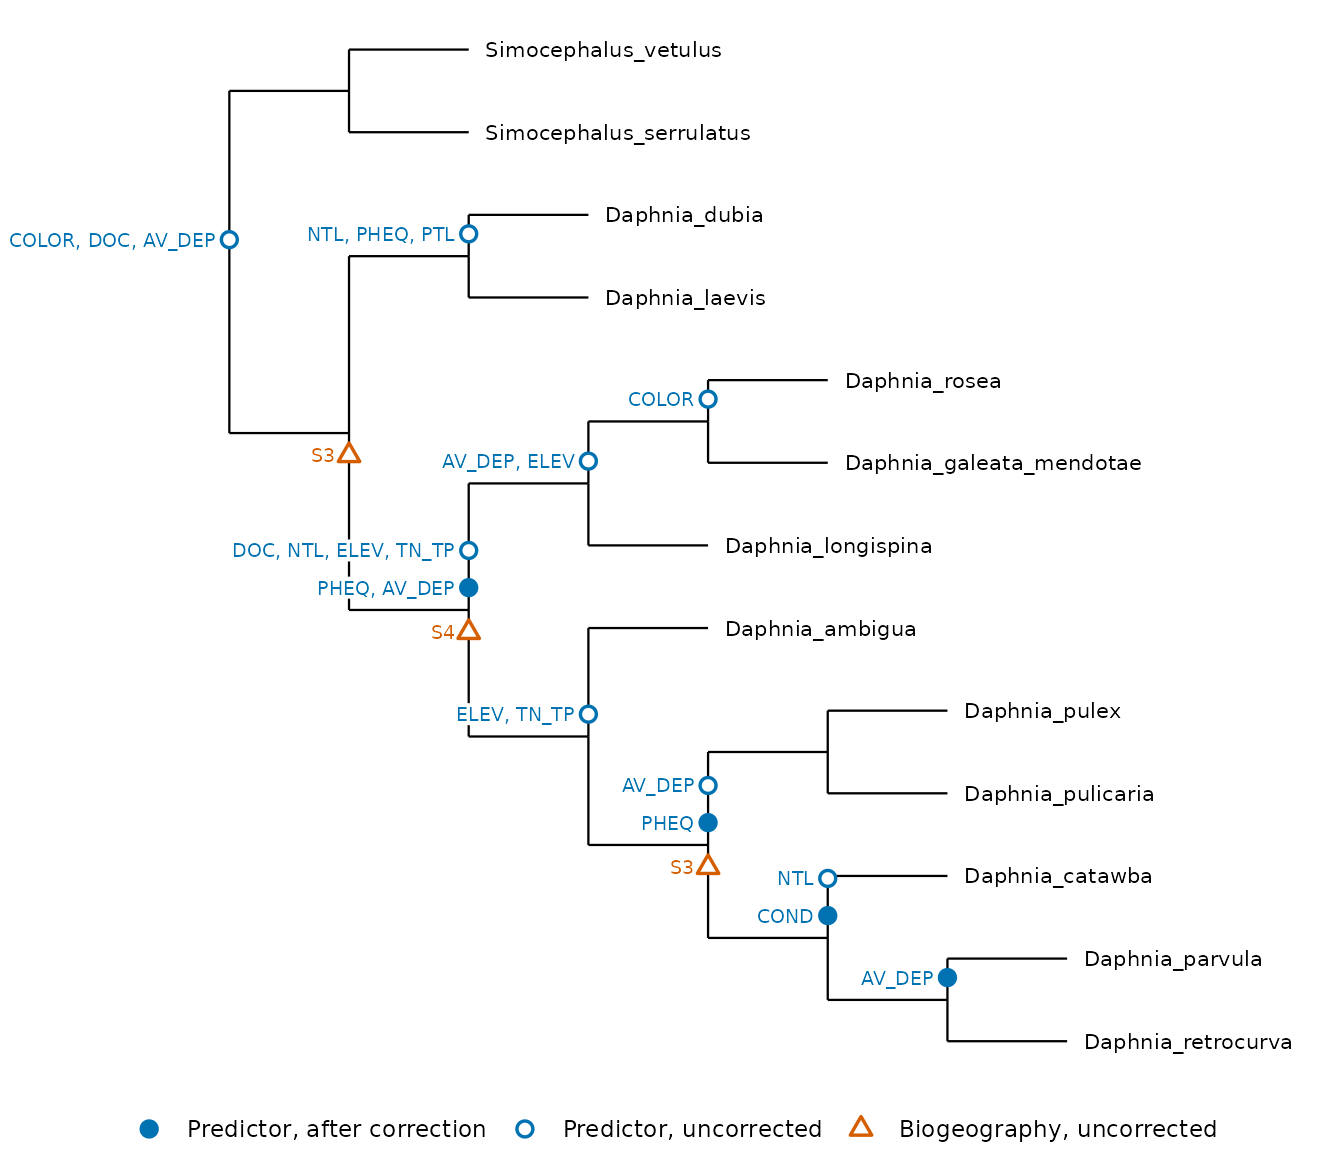 Simocephalus_vetulus
Simocephalus_serrulatus
Daphnia_dubia
NTL, PHEQ, PTL
COLOR, DOC, AV_DEP
Daphnia_laevis
Daphnia_rosea
COLOR
S3
AV_DEP, ELEV
Daphnia_galeata_mendotae
DOC, NTL, ELEV, TN_TP
Daphnia_longispina
PHEQ, AV_DEP
S4
Daphnia_ambigua
ELEV, TN_TP
Daphnia_pulex
AV_DEP
Daphnia_pulicaria
PHEQ
S3
NTL
Daphnia_catawba
COND
Daphnia_parvula
AV_DEP
Daphnia_retrocurva
Predictor, after correction
Predictor, uncorrected
Biogeography, uncorrected